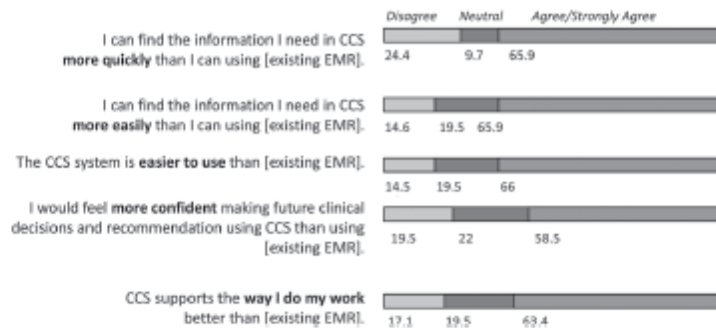 Disagree Neutral Agree/Strongly Agree
I can find the information I need in CCS
more quickly than I can using [existing EMR].
24.4 9.7 65.9
I can find the information I need in CCS
more easily than I can using [existing EMR].
14.6 19.5 65.9
The CCS system is easier to use than [existing EMR].
14.5 19.5 66
I would feel more confident making future clinical
decisions and recommendation using CCS than using
[existing EMR].
19.5 22 58.5
CCS supports the way I do my work
better than [existing EMR].
17.1 19.5 63.4